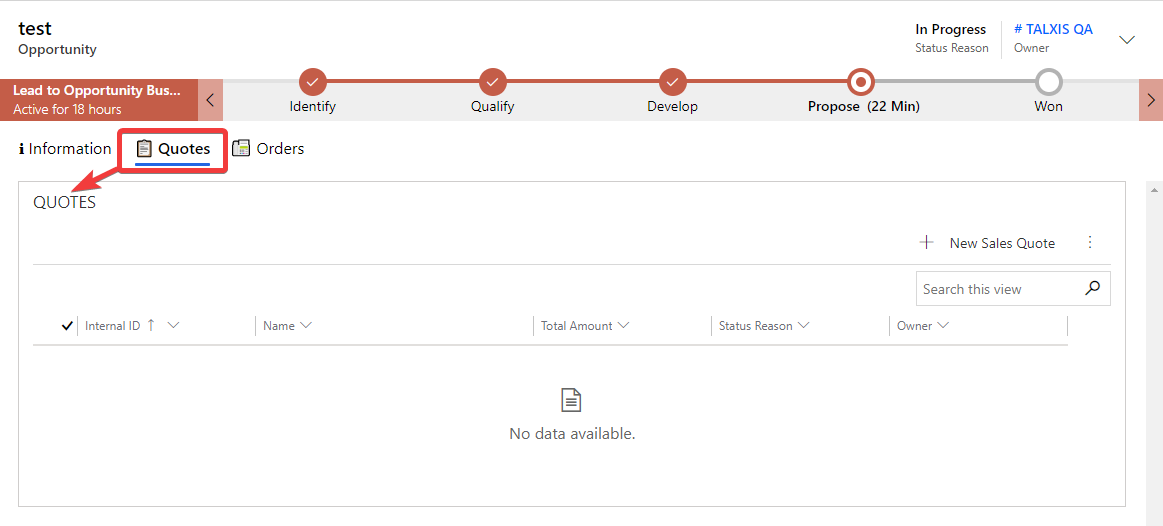 test
Opportunity
In Progress
Status Reason
# TALXIS QA
Owner
Lead to Opportunity Bus...
Active for 18 hours
Identify
Qualify
Develop
Propose (22 Min)
Won
Information
Quotes
Orders
QUOTES
New Sales Quote
Search this view
Internal ID
Name
Total Amount
Status Reason
Owner
No data available.